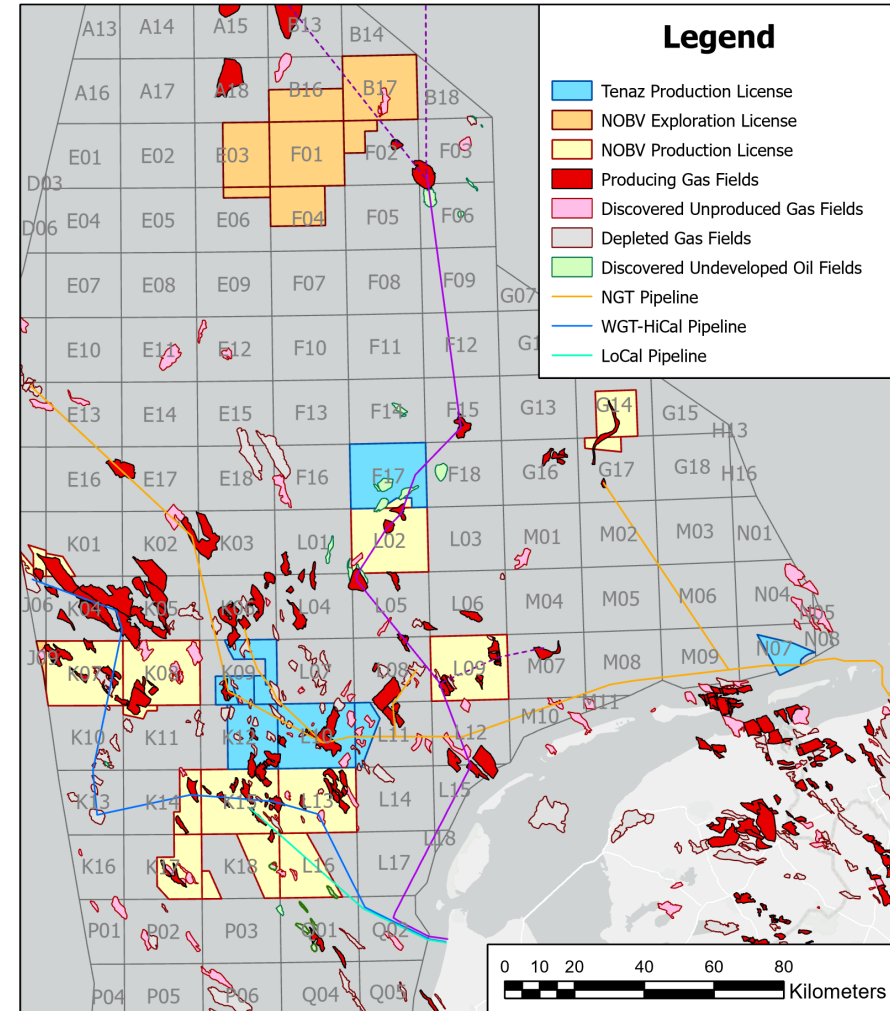 Legend
Tenaz Production License
NOBV Exploration License
NOBV Production License
Producing Gas Fields
Discovered Unproduced Gas Fields
Depleted Gas Fields
Discovered Undeveloped Oil Fields
NGT Pipeline
WGT-HiCal Pipeline
LoCal Pipeline
A13 A14 A15 B13 B14
A16 A17 A18 B16 B17 B18
E01 E02 E03 F01 F02 F03
D03
D06 E04 E05 E06 F04 F05 F06
E07 E08 E09 F07 F08 F09 G07
E10 E11 E12 F10 F11 F12
E13 E14 E15 F13 F14 F15 G13 G14 G15 H13
E16 E17 E18 F16 F17 F18 G16 G17 G18 H16
K01 K02 K03 L01 L02 L03 M01 M02 M03 N01
J06 K04 K05 K06 L04 L05 L06 M04 M05 M06 N04 N05
J09 K07 K08 K09 L07 L08 L09 M07 M08 M09 N07 N08
K10 K11 K12 L10 L11 L12 M10 M11
K13 K14 K15 L13 L14 L15
K16 K17 K18 L16 L17 L18
P01 P02 P03 Q01 Q02
P04 P05 P06 Q04 Q05
0 10 20 40 60 80
Kilometers